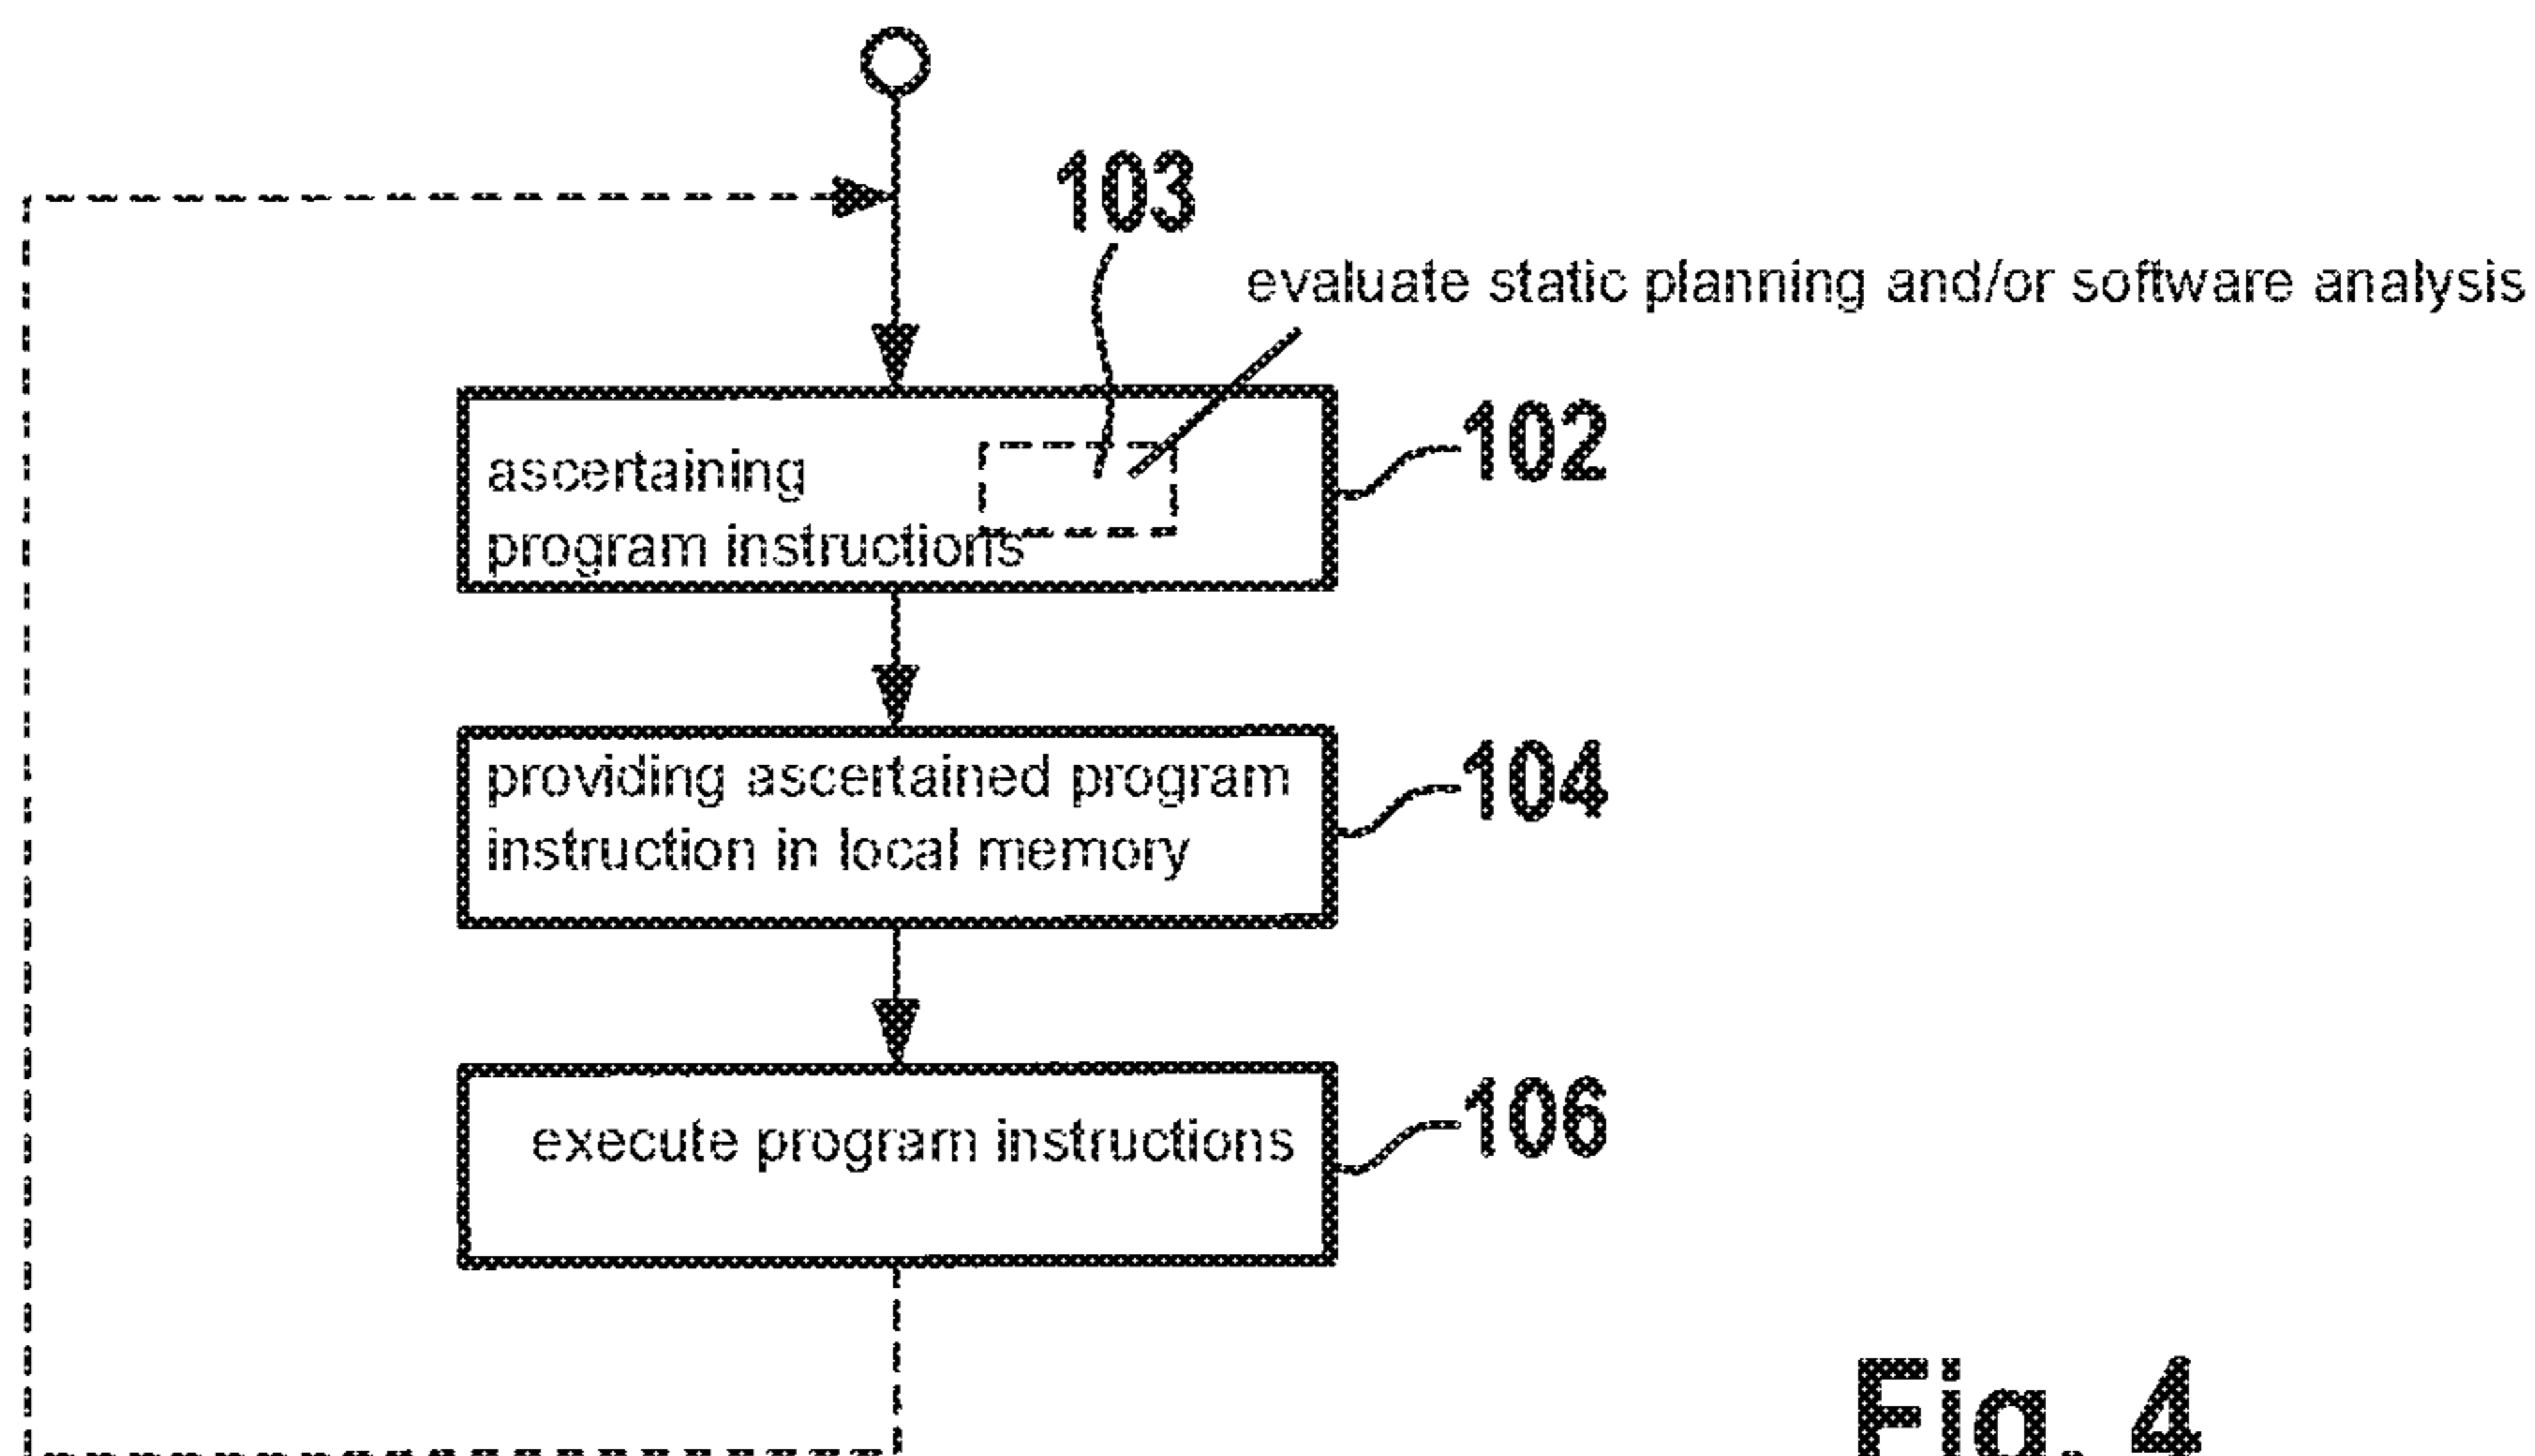 103
evaluate static planning and/or software analysis
ascertaining
program instructions
102
providing ascertained program
instruction in local memory
104
execute program instructions
106
Fig. 4